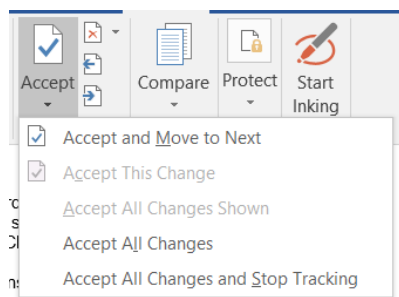 Accept
Compare
Protect
Start
Inking
Accept and Move to Next
Accept This Change
Accept All Changes Shown
Accept All Changes
Accept All Changes and Stop Tracking